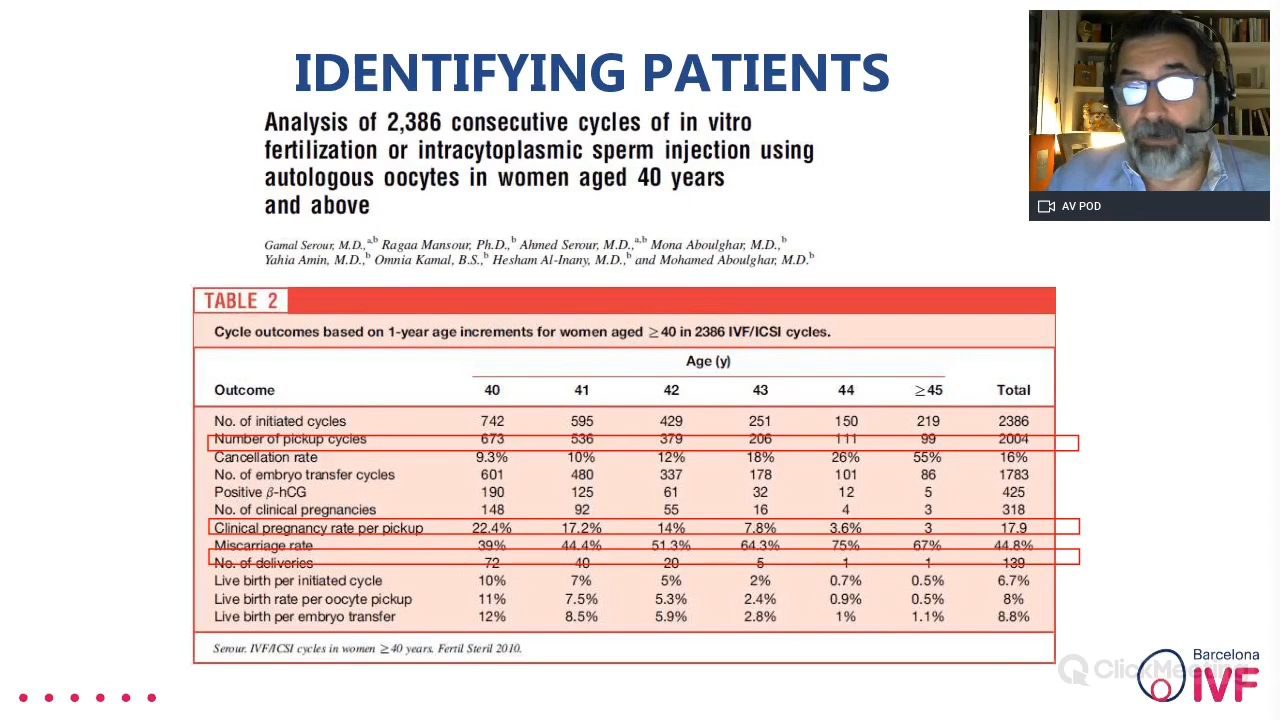 IDENTIFYING PATIENTS
AV POD
Analysis of 2,386 consecutive cycles of in vitro
fertilization or intracytoplasmic sperm injection using
autologous oocytes in women aged 40 years
and above
Gamal Serour, M.D.,a,b Ragaa Mansour, Ph.D.,b Ahmed Serour, M.D.,a,b Mona Aboulghar, M.D.,b
Yahia Amin, M.D.,b Omnia Kamal, B.S.,b Hesham Al-Inany, M.D.,b and Mohamed Aboulghar, M.D.b
TABLE 2
Cycle outcomes based on 1-year age increments for women aged ≥40 in 2386 IVF/ICSI cycles.
Age (y)
Outcome 40 41 42 43 44 ≥45 Total
No. of initiated cycles 742 595 429 251 150 219 2386
Number of pickup cycles 673 536 379 206 111 99 2004
Cancellation rate 9.3% 10% 12% 18% 26% 55% 16%
No. of embryo transfer cycles 601 480 337 178 101 86 1783
Positive β-hCG 190 125 61 32 12 5 425
No. of clinical pregnancies 148 92 55 16 4 3 318
Clinical pregnancy rate per pickup 22.4% 17.2% 14% 7.8% 3.6% 3 17.9
Miscarriage rate 39% 44.4% 51.3% 64.3% 75% 67% 44.8%
No. of deliveries 72 40 20 5 1 1 139
Live birth per initiated cycle 10% 7% 5% 2% 0.7% 0.5% 6.7%
Live birth rate per oocyte pickup 11% 7.5% 5.3% 2.4% 0.9% 0.5% 8%
Live birth per embryo transfer 12% 8.5% 5.9% 2.8% 1% 1.1% 8.8%
Serour. IVF/ICSI cycles in women ≥40 years. Fertil Steril 2010.
ClickMeeting
Barcelona
IVF